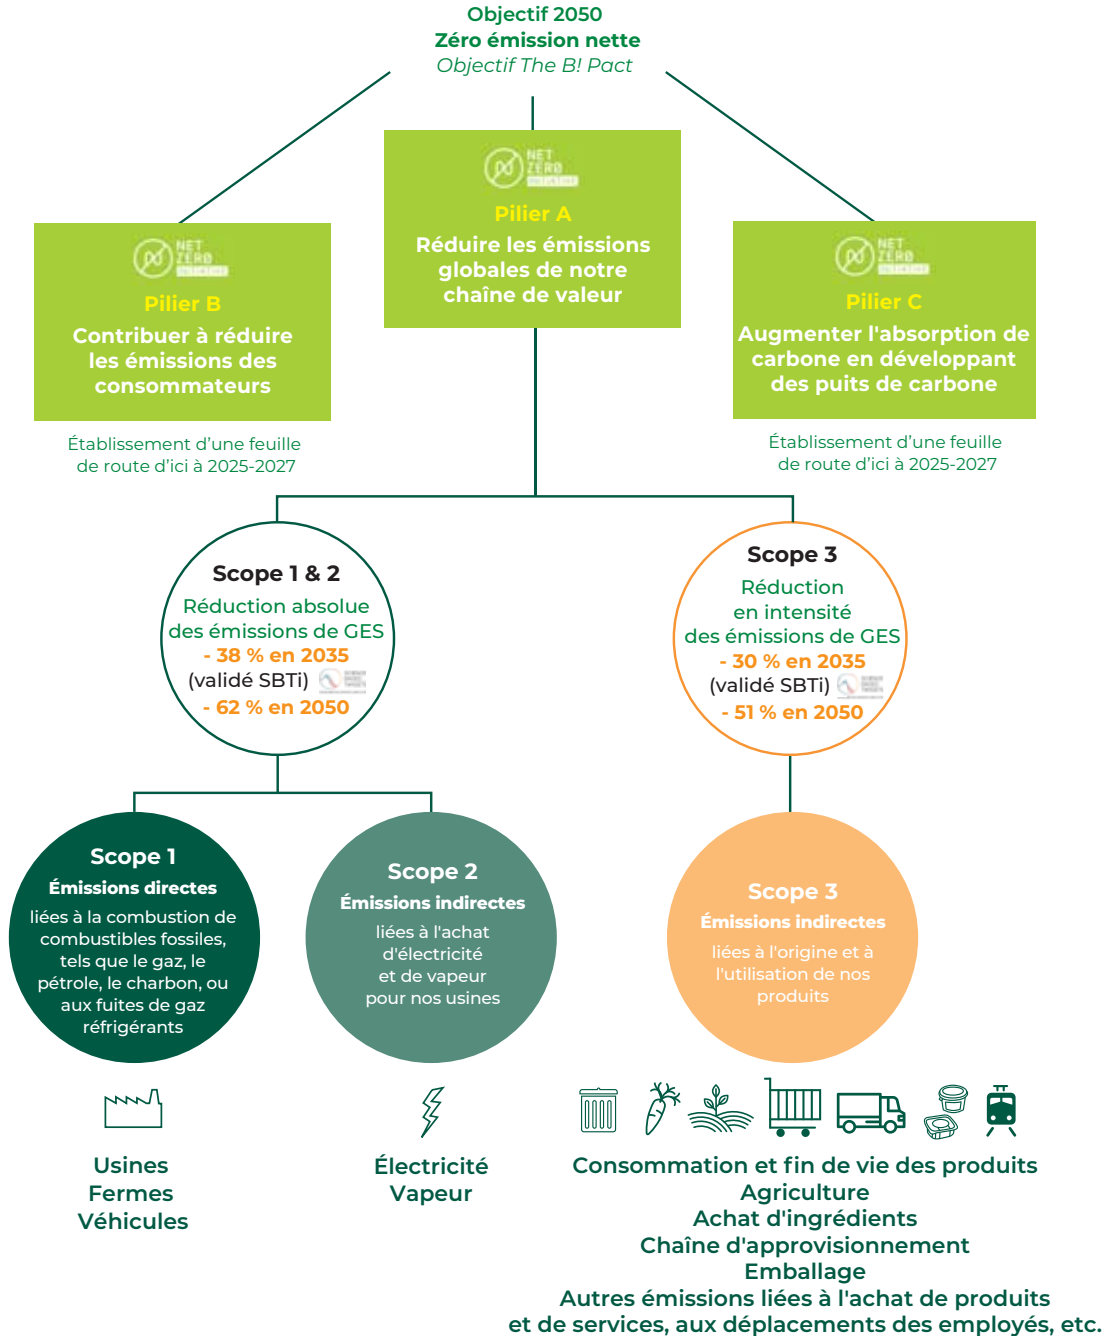 Objectif 2050
Zéro émission nette
Objectif The B! Pact
NET
ZERØ
INITIATIVE
Pilier A
Réduire les émissions
globales de notre
chaîne de valeur
NET
ZERØ
INITIATIVE
Pilier B
Contribuer à réduire
les émissions des
consommateurs
Établissement d’une feuille
de route d’ici à 2025-2027
NET
ZERØ
INITIATIVE
Pilier C
Augmenter l'absorption de
carbone en développant
des puits de carbone
Établissement d’une feuille
de route d’ici à 2025-2027
Scope 1 & 2
Réduction absolue
des émissions de GES
- 38 % en 2035
(validé SBTi)
- 62 % en 2050
Scope 3
Réduction
en intensité
des émissions de GES
- 30 % en 2035
(validé SBTi)
- 51 % en 2050
Scope 1
Émissions directes
liées à la combustion de
combustibles fossiles,
tels que le gaz, le
pétrole, le charbon, ou
aux fuites de gaz
réfrigérants
Scope 2
Émissions indirectes
liées à l'achat
d'électricité
et de vapeur
pour nos usines
Scope 3
Émissions indirectes
liées à l'origine et à
l'utilisation de nos
produits
Usines
Fermes
Véhicules
Électricité
Vapeur
Consommation et fin de vie des produits
Agriculture
Achat d'ingrédients
Chaîne d'approvisionnement
Emballage
Autres émissions liées à l'achat de produits
et de services, aux déplacements des employés, etc.